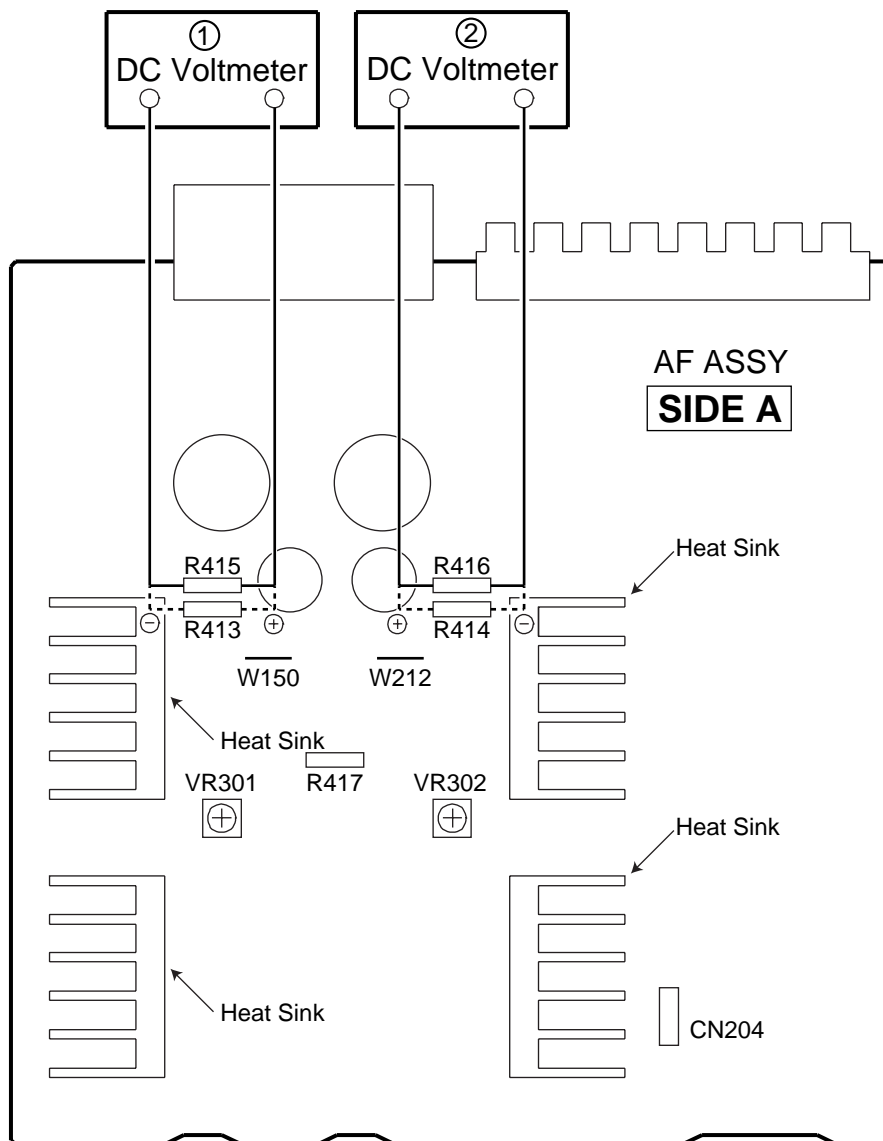 ① ②
DC Voltmeter DC Voltmeter
AF ASSY
SIDE A
R415 R416
Heat Sink
⊖ ⊕ ⊕ ⊖
R413 R414
W150 W212
Heat Sink
VR301 R417 VR302
Heat Sink
Heat Sink
CN204